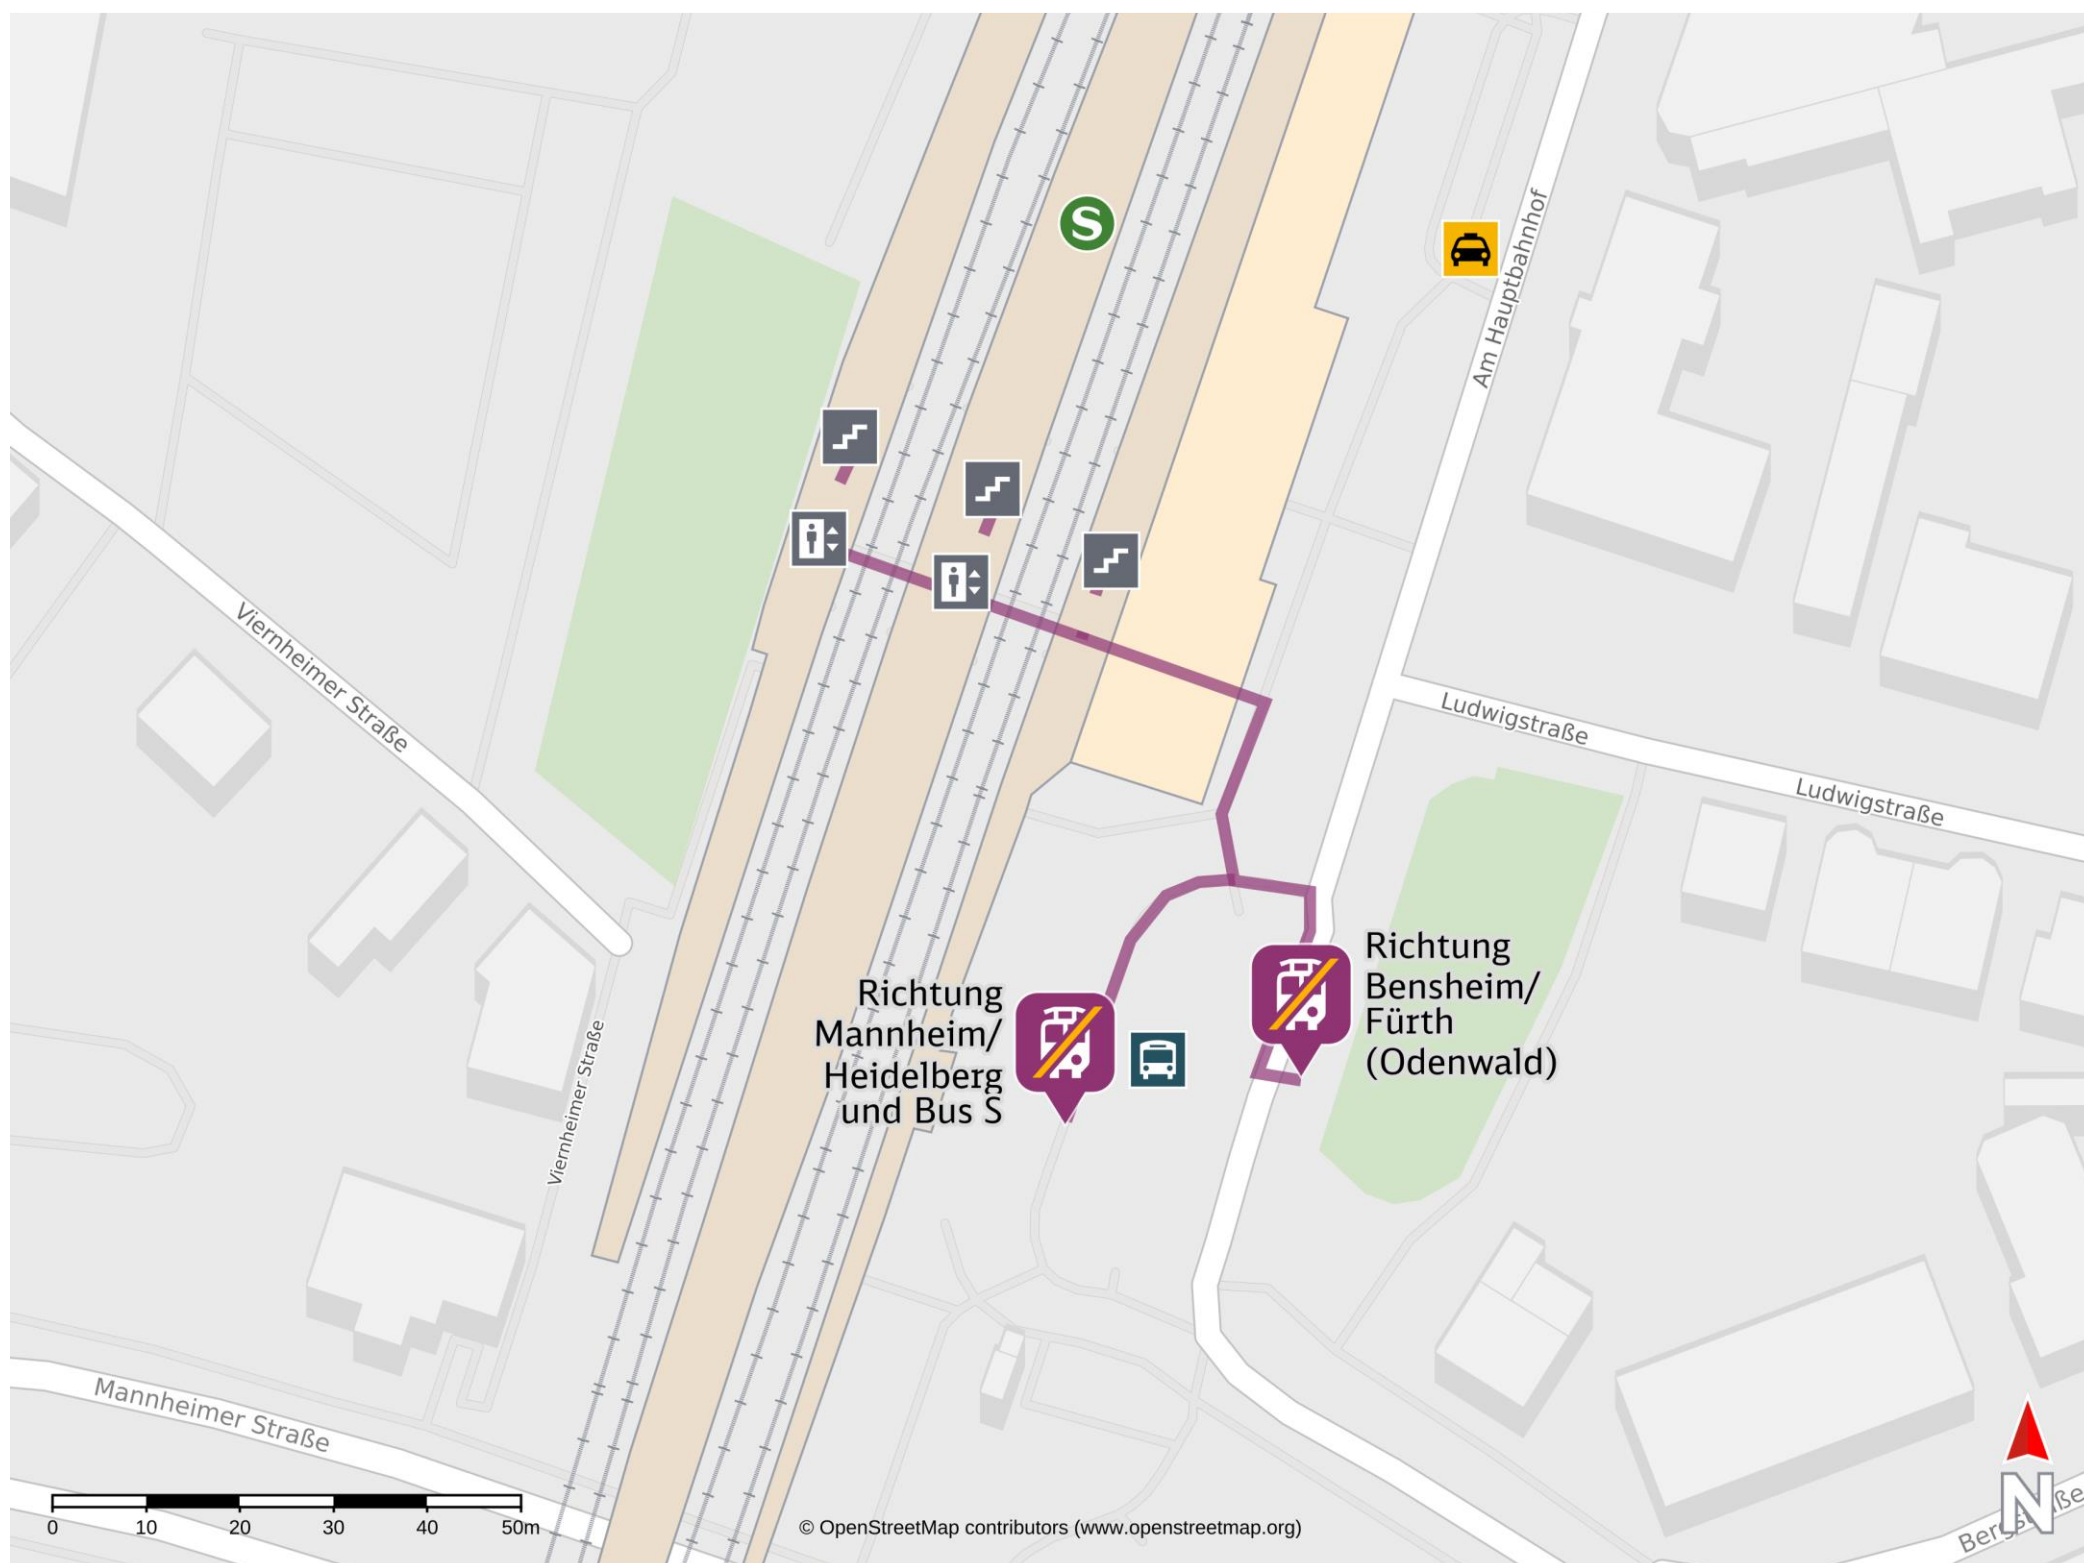 S
Am Hauptbahnhof
Viernheimer Straße
Ludwigstraße
Ludwigstraße
Richtung
Bensheim/
Fürth
(Odenwald)
Richtung
Mannheim/
Heidelberg
und Bus S
Viernheimer Straße
Mannheimer Straße
0 10 20 30 40 50m
© OpenStreetMap contributors (www.openstreetmap.org)
N